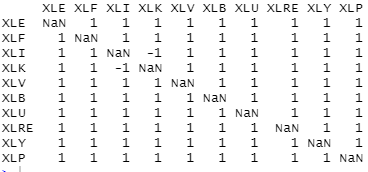 XLE XLF XLI XLK XLV XLB XLU XLRE XLY XLP
XLE NaN 1 1 1 1 1 1 1 1 1
XLF 1 NaN 1 1 1 1 1 1 1 1
XLI 1 1 NaN -1 1 1 1 1 1 1
XLK 1 1 -1 NaN 1 1 1 1 1 1
XLV 1 1 1 1 NaN 1 1 1 1 1
XLB 1 1 1 1 1 NaN 1 1 1 1
XLU 1 1 1 1 1 1 NaN 1 1 1
XLRE 1 1 1 1 1 1 1 NaN 1 1
XLY 1 1 1 1 1 1 1 1 NaN 1
XLP 1 1 1 1 1 1 1 1 1 NaN